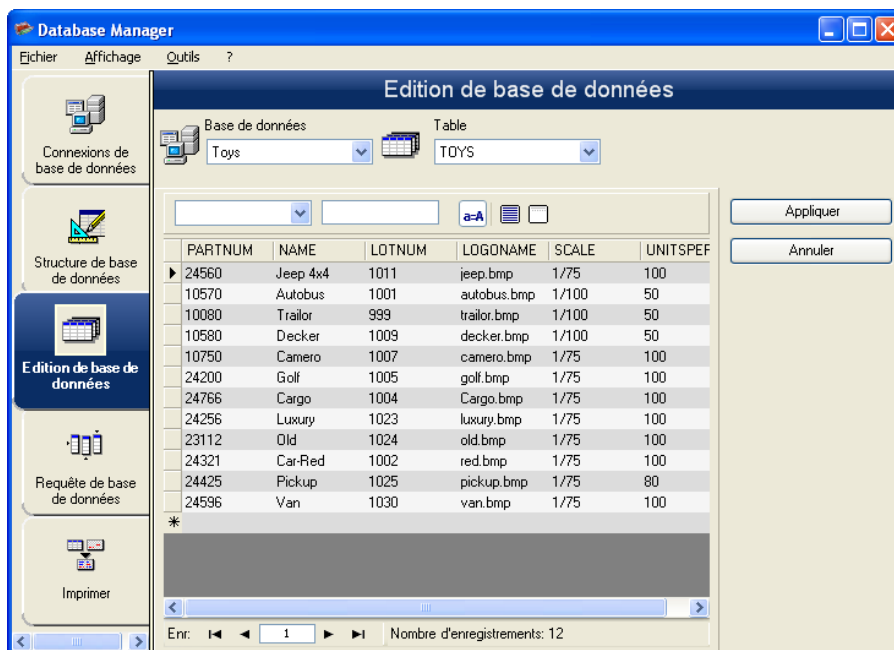 Database Manager
Fichier Affichage Outils ?
Connexions de
base de données
Structure de base
de données
Edition de base de
données
Requête de base
de données
Imprimer
Edition de base de données
Base de données
Toys
Table
TOYS
a=A
Appliquer
Annuler
PARTNUM NAME LOTNUM LOGONAME SCALE UNITSPER
24560 Jeep 4x4 1011 jeep.bmp 1/75 100
10570 Autobus 1001 autobus.bmp 1/100 50
10080 Trailor 999 trailor.bmp 1/100 50
10580 Decker 1009 decker.bmp 1/100 50
10750 Camero 1007 camero.bmp 1/75 100
24200 Golf 1005 golf.bmp 1/75 100
24766 Cargo 1004 Cargo.bmp 1/75 100
24256 Luxury 1023 luxury.bmp 1/75 100
23112 Old 1024 old.bmp 1/75 100
24321 Car-Red 1002 red.bmp 1/75 100
24425 Pickup 1025 pickup.bmp 1/75 80
24596 Van 1030 van.bmp 1/75 100
Enr: 1 Nombre d'enregistrements: 12